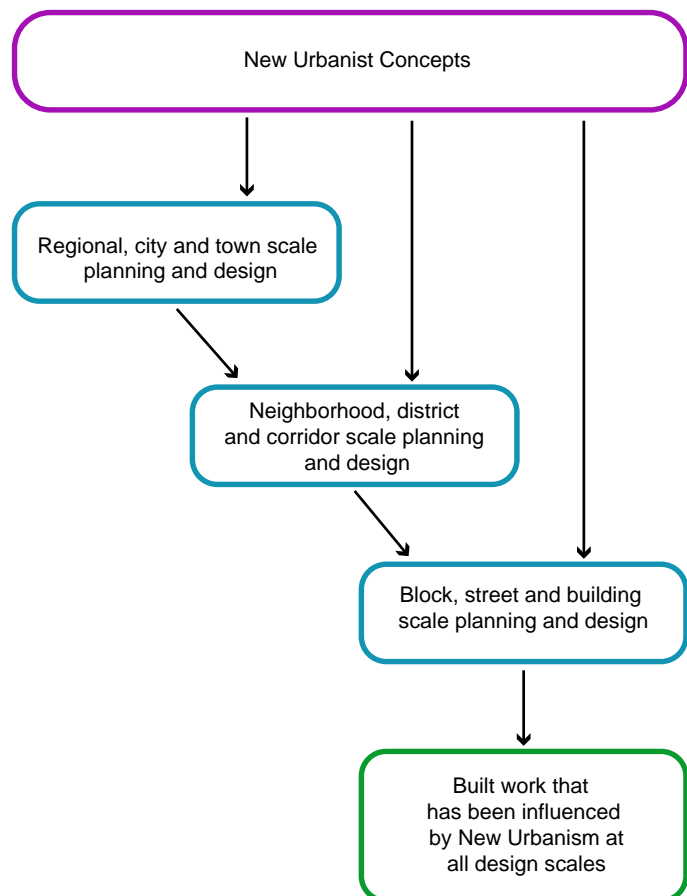 New Urbanist Concepts
Regional, city and town scale
planning and design
Neighborhood, district
and corridor scale planning
and design
Block, street and building
scale planning and design
Built work that
has been influenced
by New Urbanism at
all design scales